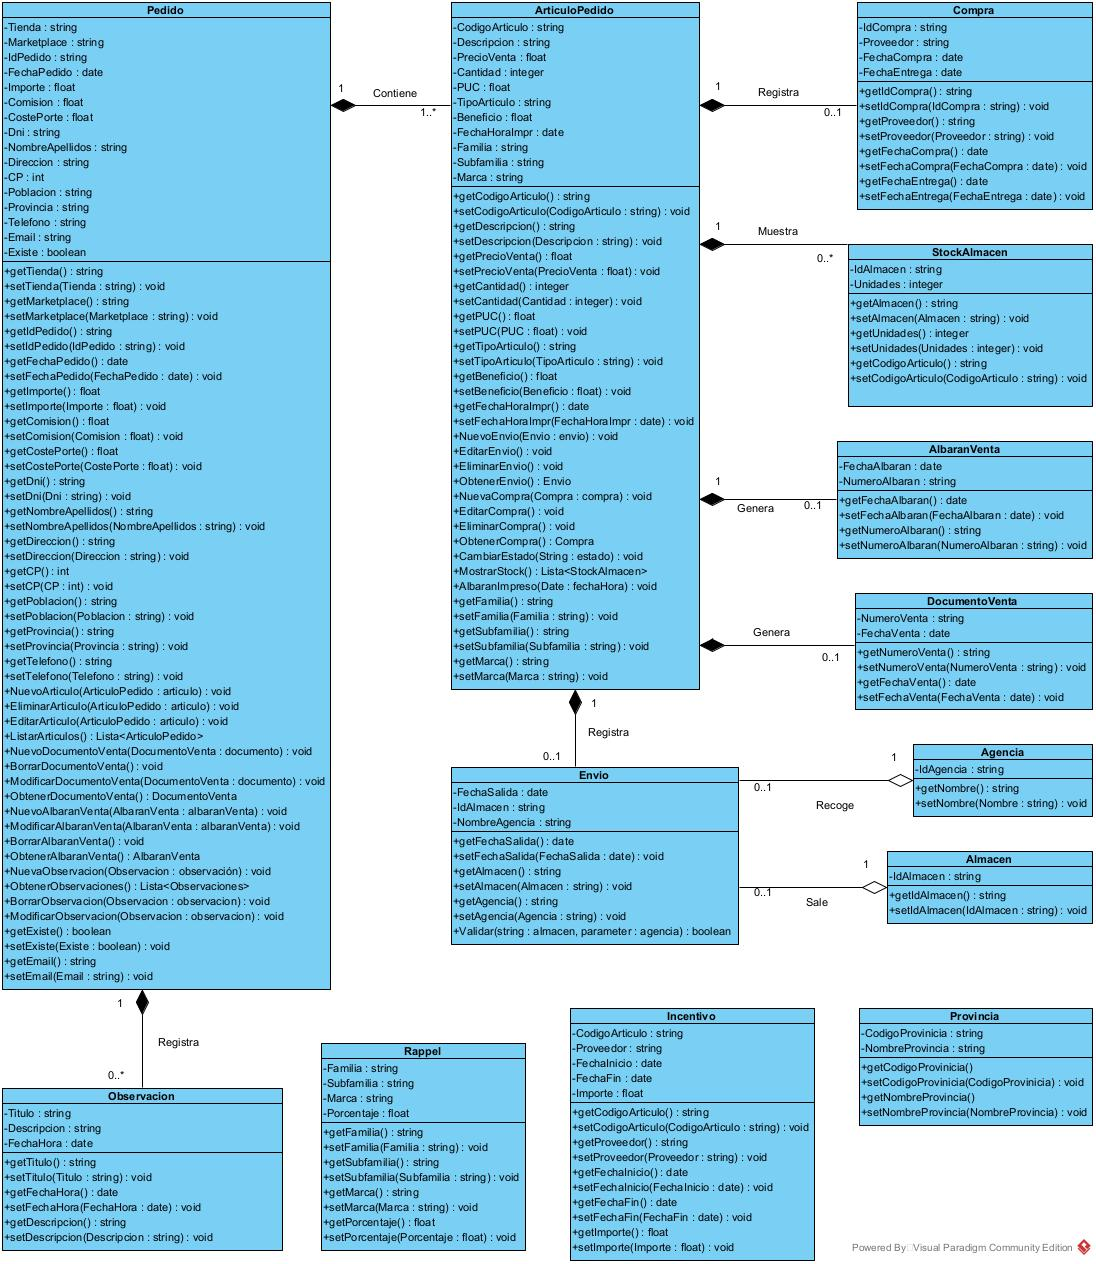 Pedido
-Tienda : string
-Marketplace : string
-IdPedido : string
-FechaPedido : date
-Importe : float
-Comision : float
-CostePorte : float
-Dni : string
-NombreApellidos : string
-Direccion : string
-CP : int
-Poblacion : string
-Provincia : string
-Telefono : string
-Email : string
-Existe : boolean
+getTienda() : string
+setTienda(Tienda : string) : void
+getMarketplace() : string
+setMarketplace(Marketplace : string) : void
+getIdPedido() : string
+setIdPedido(IdPedido : string) : void
+getFechaPedido() : date
+setFechaPedido(FechaPedido : date) : void
+getImporte() : float
+setImporte(Importe : float) : void
+getComision() : float
+setComision(Comision : float) : void
+getCostePorte() : float
+setCostePorte(CostePorte : float) : void
+getDni() : string
+setDni(Dni : string) : void
+getNombreApellidos() : string
+setNombreApellidos(NombreApellidos : string) : void
+getDireccion() : string
+setDireccion(Direccion : string) : void
+getCP() : int
+setCP(CP : int) : void
+getPoblacion() : string
+setPoblacion(Poblacion : string) : void
+getProvincia() : string
+setProvincia(Provincia : string) : void
+getTelefono() : string
+setTelefono(Telefono : string) : void
+NuevoArticulo(ArticuloPedido : articulo) : void
+EliminarArticulo(ArticuloPedido : articulo) : void
+EditarArticulo(ArticuloPedido : articulo) : void
+ListarArticulos() : Lista<ArticuloPedido>
+NuevoDocumentoVenta(DocumentoVenta : documento) : void
+BorrarDocumentoVenta() : void
+ModificarDocumentoVenta(DocumentoVenta : documento) : void
+ObtenerDocumentoVenta() : DocumentoVenta
+NuevoAlbaranVenta(AlbaranVenta : albaranVenta) : void
+ModificarAlbaranVenta(AlbaranVenta : albaranVenta) : void
+BorrarAlbaranVenta() : void
+ObtenerAlbaranVenta() : AlbaranVenta
+NuevaObservacion(Observacion : observación) : void
+ObtenerObservaciones() : Lista<Observaciones>
+BorrarObservacion(Observacion : observacion) : void
+ModificarObservacion(Observacion : observacion) : void
+getExiste() : boolean
+setExiste(Existe : boolean) : void
+getEmail() : string
+setEmail(Email : string) : void
1
Contiene
1..*
ArticuloPedido
-CodigoArticulo : string
-Descripcion : string
-PrecioVenta : float
-Cantidad : integer
-PUC : float
-TipoArticulo : string
-Beneficio : float
-FechaHoraImpr : date
-Familia : string
-Subfamilia : string
-Marca : string
+getCodigoArticulo() : string
+setCodigoArticulo(CodigoArticulo : string) : void
+getDescripcion() : string
+setDescripcion(Descripcion : string) : void
+getPrecioVenta() : float
+setPrecioVenta(PrecioVenta : float) : void
+getCantidad() : integer
+setCantidad(Cantidad : integer) : void
+getPUC() : float
+setPUC(PUC : float) : void
+getTipoArticulo() : string
+setTipoArticulo(TipoArticulo : string) : void
+getBeneficio() : float
+setBeneficio(Beneficio : float) : void
+getFechaHoraImpr() : date
+setFechaHoraImpr(FechaHoraImpr : date) : void
+NuevoEnvio(Envio : envio) : void
+EditarEnvio() : void
+EliminarEnvio() : void
+ObtenerEnvio() : Envio
+NuevaCompra(Compra : compra) : void
+EditarCompra() : void
+EliminarCompra() : void
+ObtenerCompra() : Compra
+CambiarEstado(String : estado) : void
+MostrarStock() : Lista<StockAlmacen>
+AlbaranImpreso(Date : fechaHora) : void
+getFamilia() : string
+setFamilia(Familia : string) : void
+getSubfamilia() : string
+setSubfamilia(Subfamilia : string) : void
+getMarca() : string
+setMarca(Marca : string) : void
1
Registra
0..1
Compra
-IdCompra : string
-Proveedor : string
-FechaCompra : date
-FechaEntrega : date
+getIdCompra() : string
+setIdCompra(IdCompra : string) : void
+getProveedor() : string
+setProveedor(Proveedor : string) : void
+getFechaCompra() : date
+setFechaCompra(FechaCompra : date) : void
+getFechaEntrega() : date
+setFechaEntrega(FechaEntrega : date) : void
1
Muestra
0..*
StockAlmacen
-IdAlmacen : string
-Unidades : integer
+getAlmacen() : string
+setAlmacen(Almacen : string) : void
+getUnidades() : integer
+setUnidades(Unidades : integer) : void
+getCodigoArticulo() : string
+setCodigoArticulo(CodigoArticulo : string) : void
1
Genera
0..1
AlbaranVenta
-FechaAlbaran : date
-NumeroAlbaran : string
+getFechaAlbaran() : date
+setFechaAlbaran(FechaAlbaran : date) : void
+getNumeroAlbaran() : string
+setNumeroAlbaran(NumeroAlbaran : string) : void
1
Genera
0..1
DocumentoVenta
-NumeroVenta : string
-FechaVenta : date
+getNumeroVenta() : string
+setNumeroVenta(NumeroVenta : string) : void
+getFechaVenta() : date
+setFechaVenta(FechaVenta : date) : void
1
Registra
0..1
Envio
-FechaSalida : date
-IdAlmacen : string
-NombreAgencia : string
+getFechaSalida() : date
+setFechaSalida(FechaSalida : date) : void
+getAlmacen() : string
+setAlmacen(Almacen : string) : void
+getAgencia() : string
+setAgencia(Agencia : string) : void
+Validar(string : almacen, parameter : agencia) : boolean
1
0..1
Recoge
Agencia
-IdAgencia : string
+getNombre() : string
+setNombre(Nombre : string) : void
1
0..1
Sale
Almacen
-IdAlmacen : string
+getIdAlmacen() : string
+setIdAlmacen(IdAlmacen : string) : void
1
Registra
0..*
Observacion
-Titulo : string
-Descripcion : string
-FechaHora : date
+getTitulo() : string
+setTitulo(Titulo : string) : void
+getFechaHora() : date
+setFechaHora(FechaHora : date) : void
+getDescripcion() : string
+setDescripcion(Descripcion : string) : void
Rappel
-Familia : string
-Subfamilia : string
-Marca : string
-Porcentaje : float
+getFamilia() : string
+setFamilia(Familia : string) : void
+getSubfamilia() : string
+setSubfamilia(Subfamilia : string) : void
+getMarca() : string
+setMarca(Marca : string) : void
+getPorcentaje() : float
+setPorcentaje(Porcentaje : float) : void
Incentivo
-CodigoArticulo : string
-Proveedor : string
-FechaInicio : date
-FechaFin : date
-Importe : float
+getCodigoArticulo() : string
+setCodigoArticulo(CodigoArticulo : string) : void
+getProveedor() : string
+setProveedor(Proveedor : string) : void
+getFechaInicio() : date
+setFechaInicio(FechaInicio : date) : void
+getFechaFin() : date
+setFechaFin(FechaFin : date) : void
+getImporte() : float
+setImporte(Importe : float) : void
Provincia
-CodigoProvinicia : string
-NombreProvincia : string
+getCodigoProvinicia()
+setCodigoProvinicia(CodigoProvinicia) : void
+getNombreProvincia()
+setNombreProvincia(NombreProvincia) : void
Powered By Visual Paradigm Community Edition